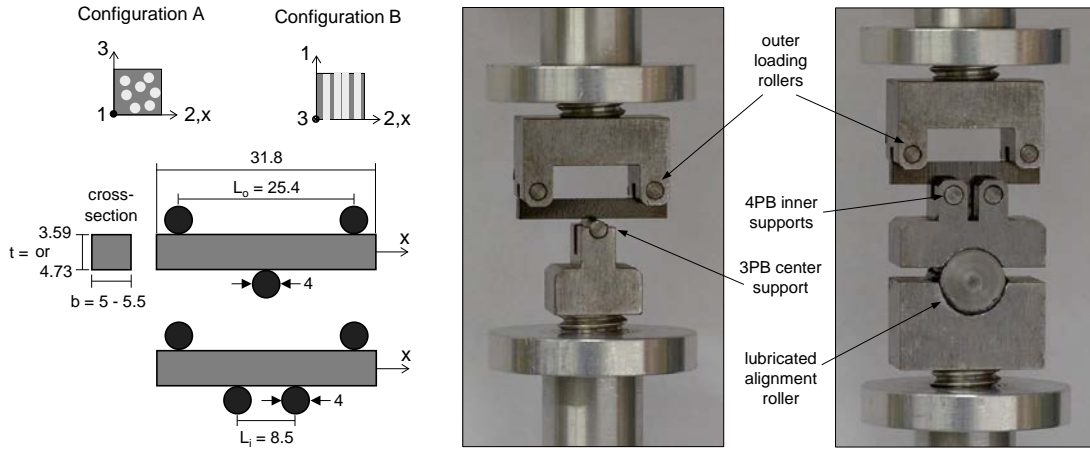 Configuration A
Configuration B
3
1
2,x
1
3
2,x
31.8
Lo = 25.4
cross-
section
x
3.59
t = or
4.73
4
b = 5 - 5.5
x
4
Li = 8.5
outer
loading
rollers
4PB inner
supports
3PB center
support
lubricated
alignment
roller